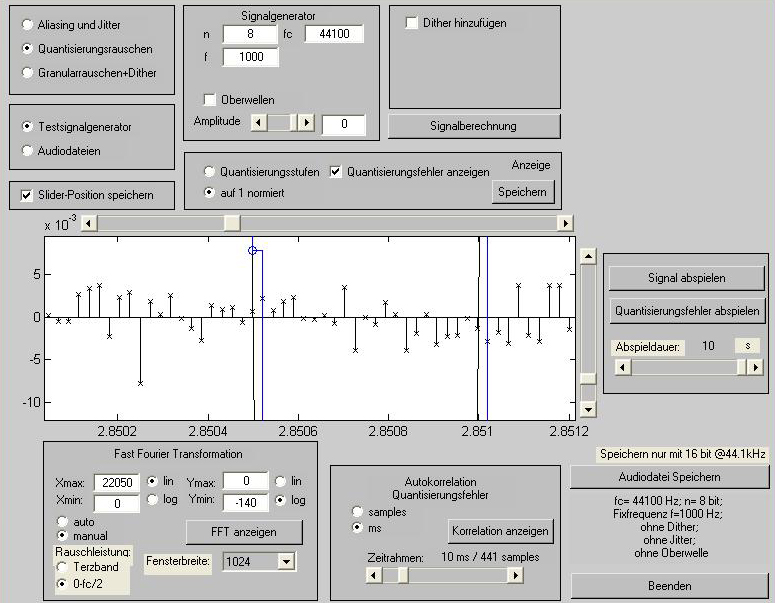 Aliasing und Jitter
Quantisierungsrauschen
Granularrauschen+Dither
Signalgenerator
n 8 fc 44100
f 1000
Oberwellen
Amplitude 0
Dither hinzufügen
Signalberechnung
Testsignalgenerator
Audiodateien
Slider-Position speichern
Quantisierungsstufen Quantisierungsfehler anzeigen Anzeige
auf 1 normiert Speichern
x 10-3
5
0
-5
-10
2.8502 2.8504 2.8506 2.8508 2.851 2.8512
Signal abspielen
Quantisierungsfehler abspielen
Abspieldauer: 10 s
Fast Fourier Transformation
Xmax: 22050 lin Ymax: 0 lin
Xmin: 0 log Ymin: -140 log
auto
manual
FFT anzeigen
Rauschleistung:
Terzband
0-fc/2
Fensterbreite: 1024
Autokorrelation
Quantisierungsfehler
samples
ms
Korrelation anzeigen
Zeitrahmen: 10 ms / 441 samples
Speichern nur mit 16 bit @44.1kHz
Audiodatei Speichern
fc= 44100 Hz; n= 8 bit;
Fixfrequenz f=1000 Hz;
ohne Dither;
ohne Jitter;
ohne Oberwelle
Beenden